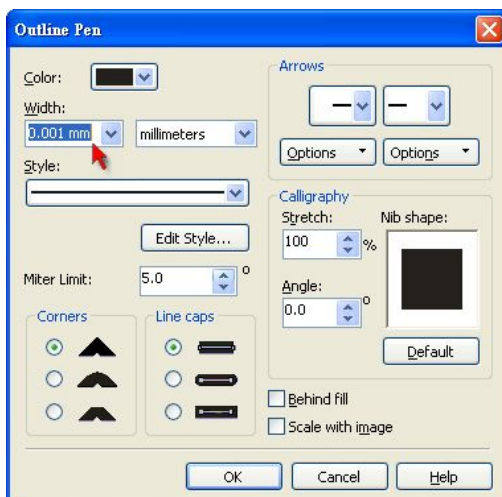 Outline Pen
Color:
Width:
0.001 mm
millimeters
Style:
Edit Style...
Miter Limit:
5.0
o
Corners
Line caps
Arrows
Options
Options
Calligraphy
Stretch:
Nib shape:
100
%
Angle:
0.0
o
Default
Behind fill
Scale with image
OK
Cancel
Help